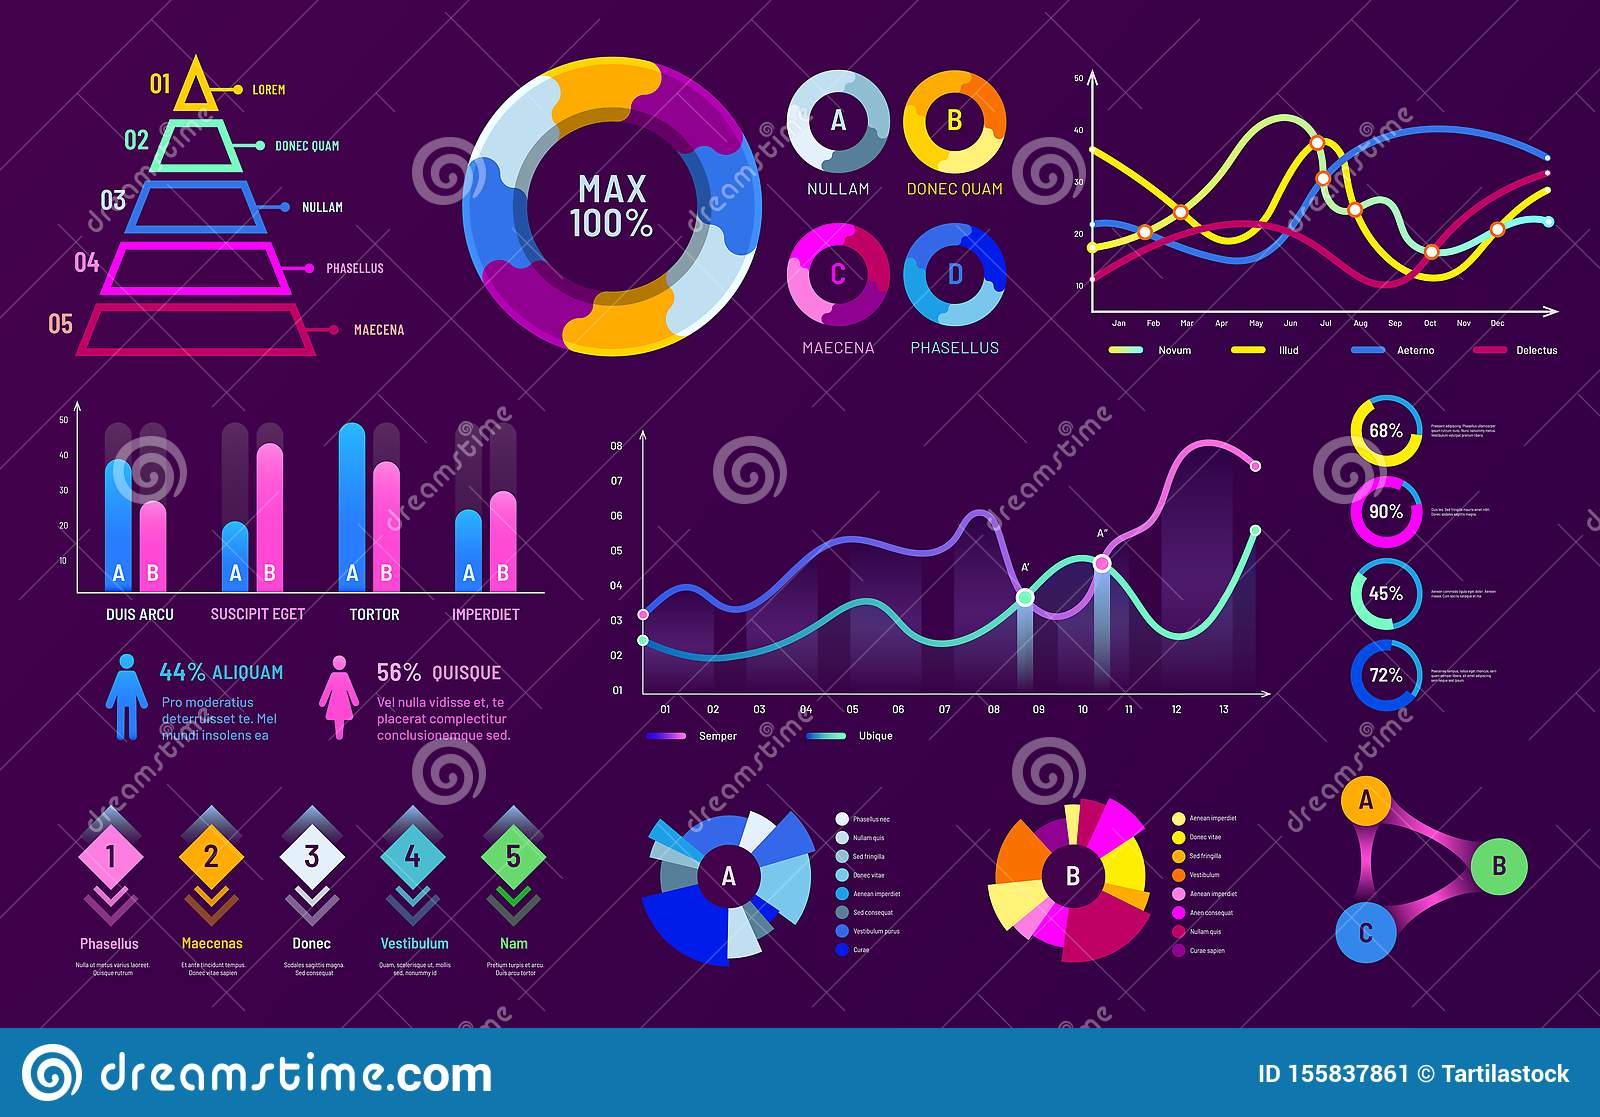 01
LOREM
02
DONEC QUAM
03
NULLAM
04
PHASELLUS
05
MAECENA
MAX
100%
A
NULLAM
B
DONEC QUAM
C
MAECENA
D
PHASELLUS
50
40
30
20
10
Jan Feb Mar Apr May Jun Jul Aug Sep Oct Nov Dec
Novum Illud Aeterno Delectus
50
40
30
20
10
A B A B A B A B
DUIS ARCU SUSCIPIT EGET TORTOR IMPERDIET
44% ALIQUAM
Pro moderatius
deterruisset te. Mel
mundi insolens ea
56% QUISQUE
Vel nulla vidisse et, te
placerat complectitur
conclusionemque sed.
08
07
06
05
04
03
02
01
A'
A"
01 02 03 04 05 06 07 08 09 10 11 12 13
Semper Ubique
68%
90%
45%
72%
1
Phasellus
Nulla ut metus varius laoreet.
Quisque rutrum
2
Maecenas
Et ante tincidunt tempus.
Donec vitae sapien
3
Donec
Sodales sagittis magna.
Sed consequat
4
Vestibulum
Quam, scelerisque ut, mollis
sed, nonummy id
5
Nam
Pretium turpis et arcu.
Duis arcu tortor
A
Phasellus nec
Nullam quis
Sed fringilla
Donec vitae
Aenean imperdiet
Sed consequat
Vestibulum purus
Curae
B
Aenean imperdiet
Donec vitae
Sed fringilla
Vestibulum
Aenean imperdiet
Anen consequat
Nullam quis
Curae sapien
A
B
C
dreamstime.com
ID 155837861 © Tartilastock